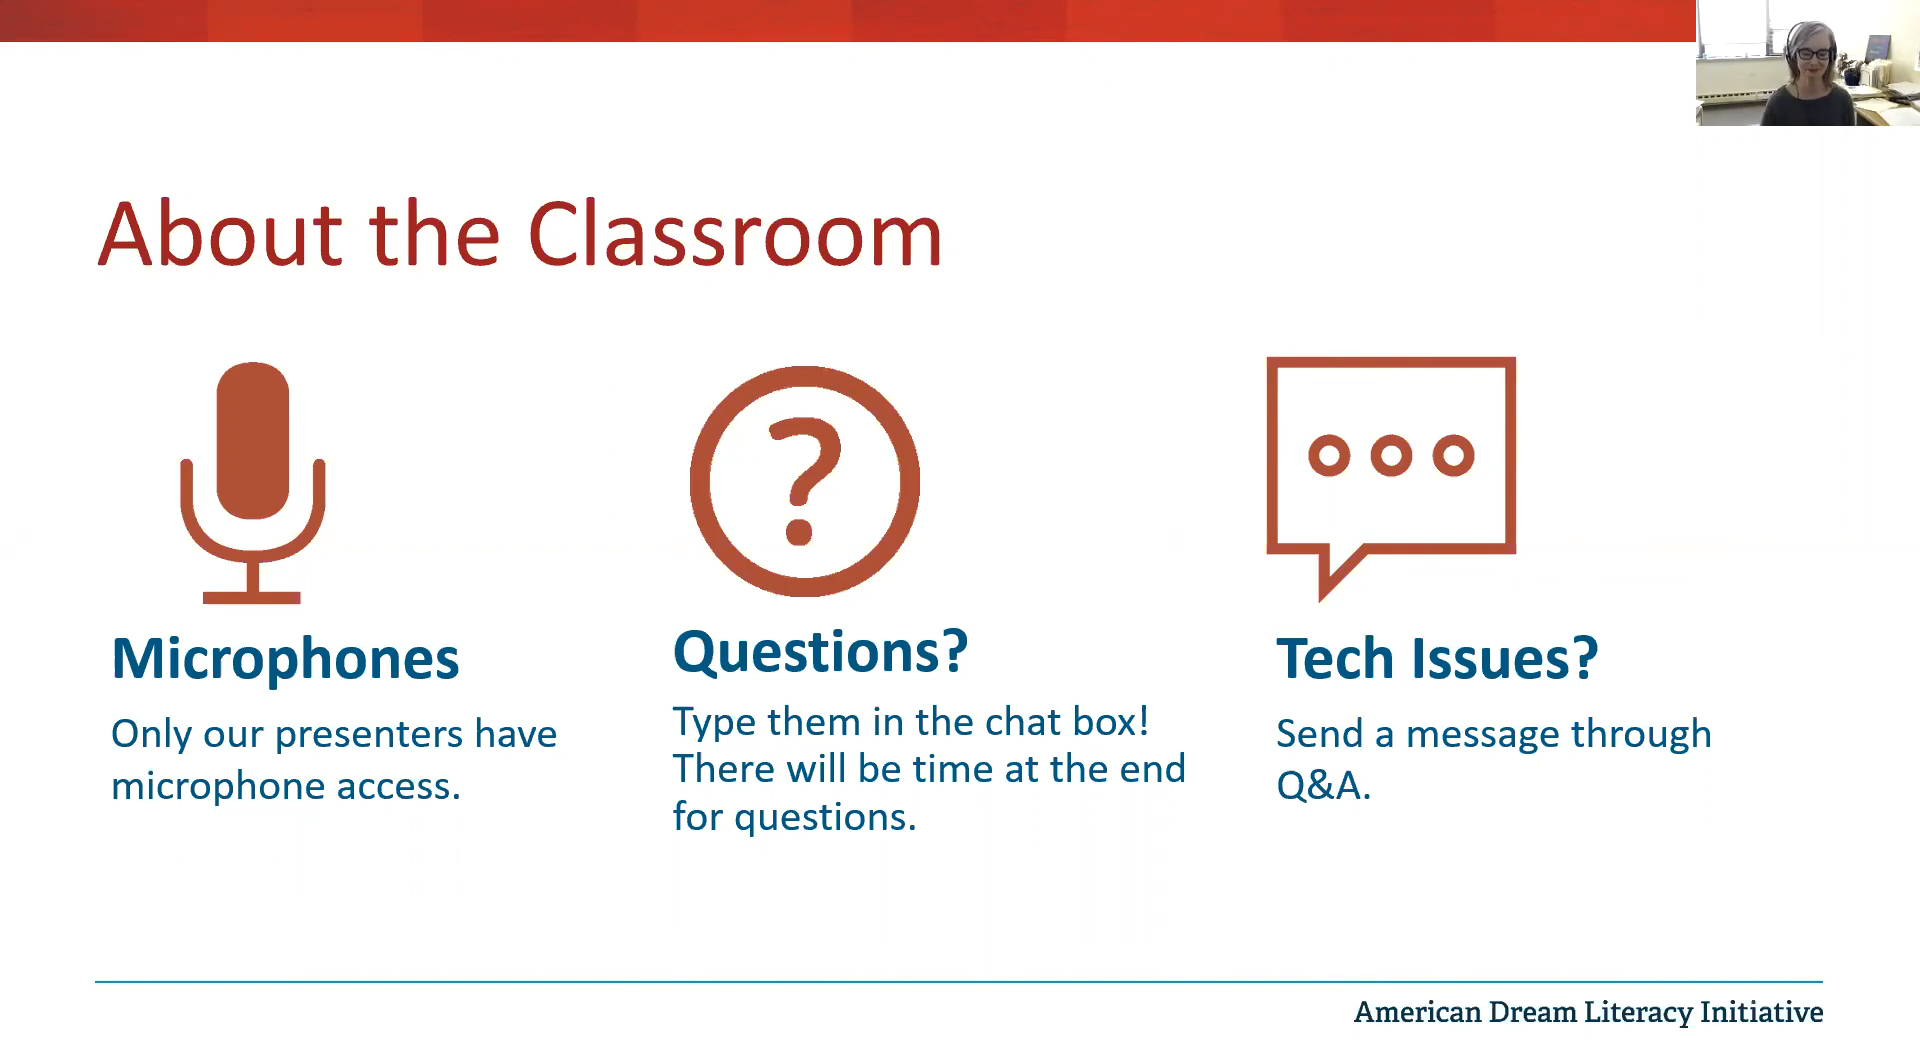 About the Classroom
?
Microphones
Only our presenters have
microphone access.
Questions?
Type them in the chat box!
There will be time at the end
for questions.
Tech Issues?
Send a message through
Q&A.
American Dream Literacy Initiative